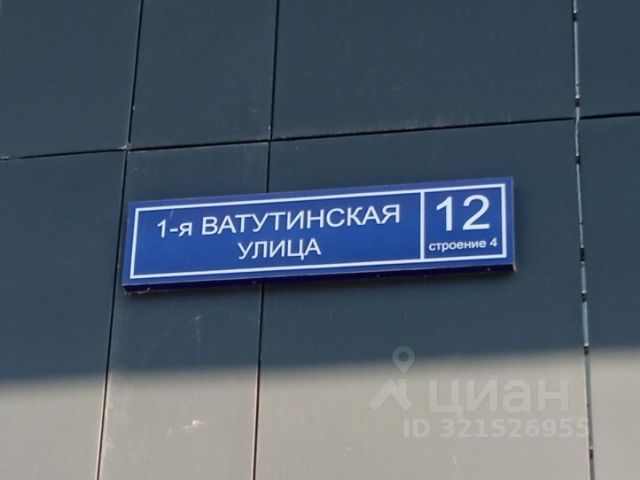 1-я ВАТУТИНСКАЯ
УЛИЦА
12
строение 4
циан
ID 321526955